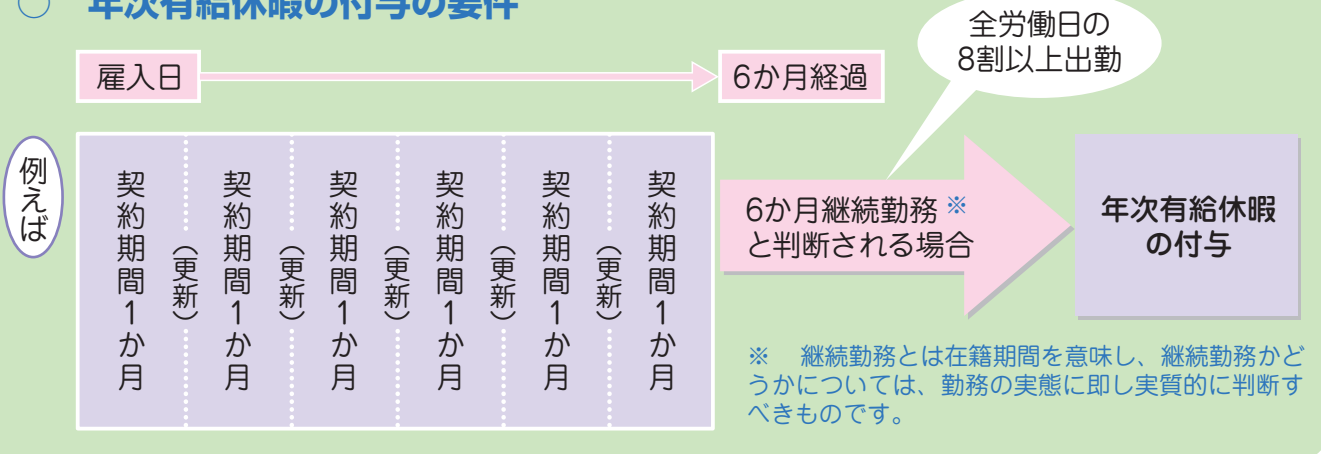 ○ 年次有給休暇の付与の要件
雇入日
6か月経過
全労働日の
8割以上出勤
例えば
契約期間1か月
(更新)
契約期間1か月
(更新)
契約期間1か月
(更新)
契約期間1か月
(更新)
契約期間1か月
(更新)
契約期間1か月
6か月継続勤務※
と判断される場合
年次有給休暇
の付与
※ 継続勤務とは在籍期間を意味し、継続勤務かど
うかについては、勤務の実態に即し実質的に判断す
べきものです。